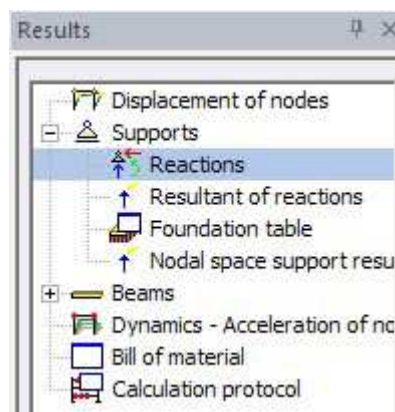 Results
Displacement of nodes
Supports
Reactions
Resultant of reactions
Foundation table
Nodal space support resu
Beams
Dynamics - Acceleration of nc
Bill of material
Calculation protocol